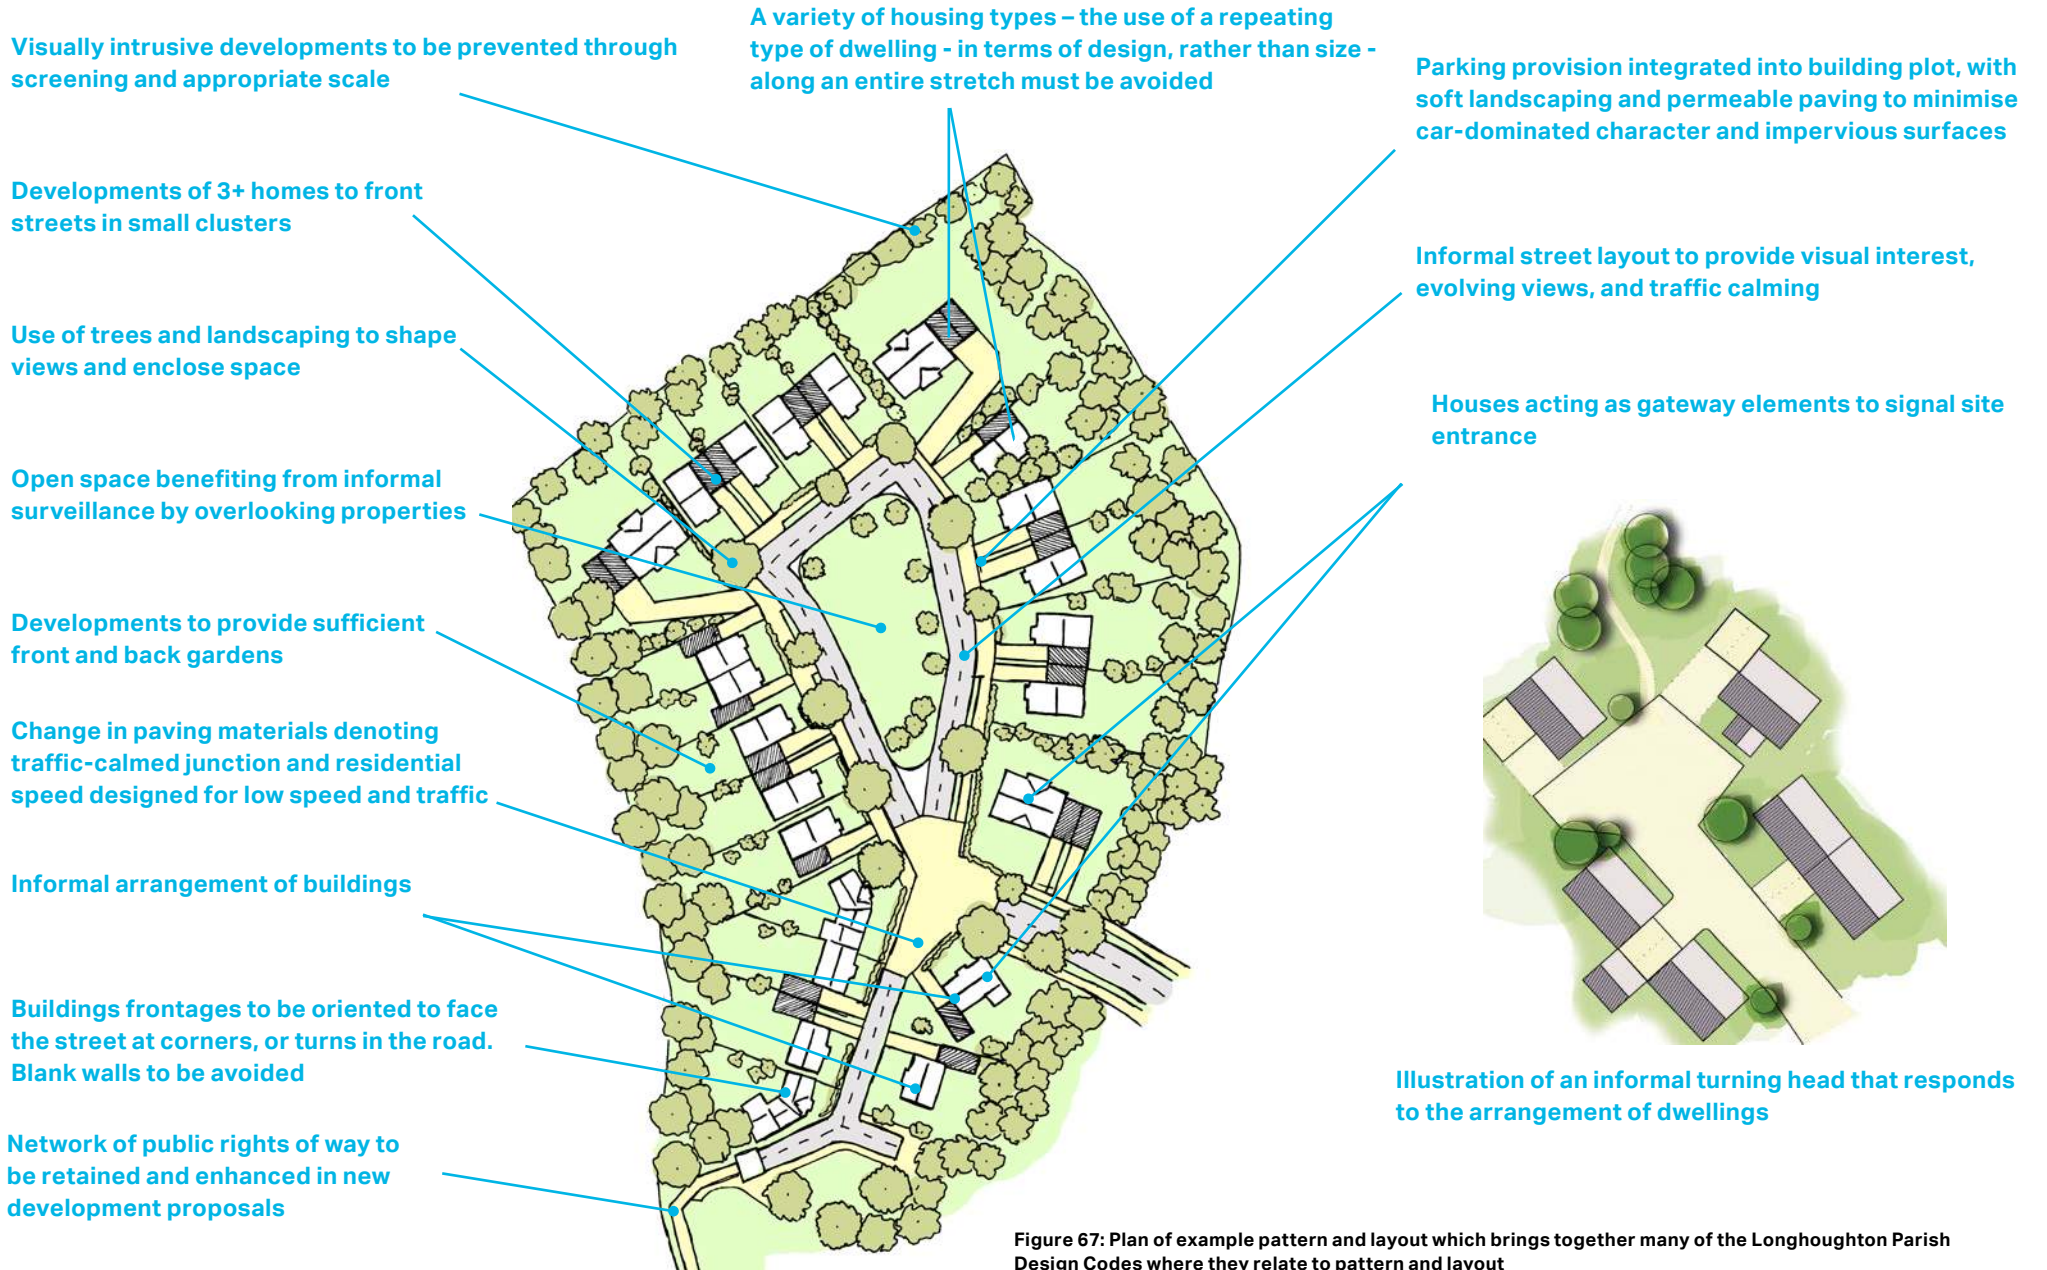 Visually intrusive developments to be prevented through
screening and appropriate scale
A variety of housing types – the use of a repeating
type of dwelling - in terms of design, rather than size -
along an entire stretch must be avoided
Parking provision integrated into building plot, with
soft landscaping and permeable paving to minimise
car-dominated character and impervious surfaces
Developments of 3+ homes to front
streets in small clusters
Informal street layout to provide visual interest,
evolving views, and traffic calming
Use of trees and landscaping to shape
views and enclose space
Houses acting as gateway elements to signal site
entrance
Open space benefiting from informal
surveillance by overlooking properties
Developments to provide sufficient
front and back gardens
Change in paving materials denoting
traffic-calmed junction and residential
speed designed for low speed and traffic
Informal arrangement of buildings
Buildings frontages to be oriented to face
the street at corners, or turns in the road.
Blank walls to be avoided
Illustration of an informal turning head that responds
to the arrangement of dwellings
Network of public rights of way to
be retained and enhanced in new
development proposals
Figure 67: Plan of example pattern and layout which brings together many of the Longhoughton Parish
Design Codes where they relate to pattern and layout